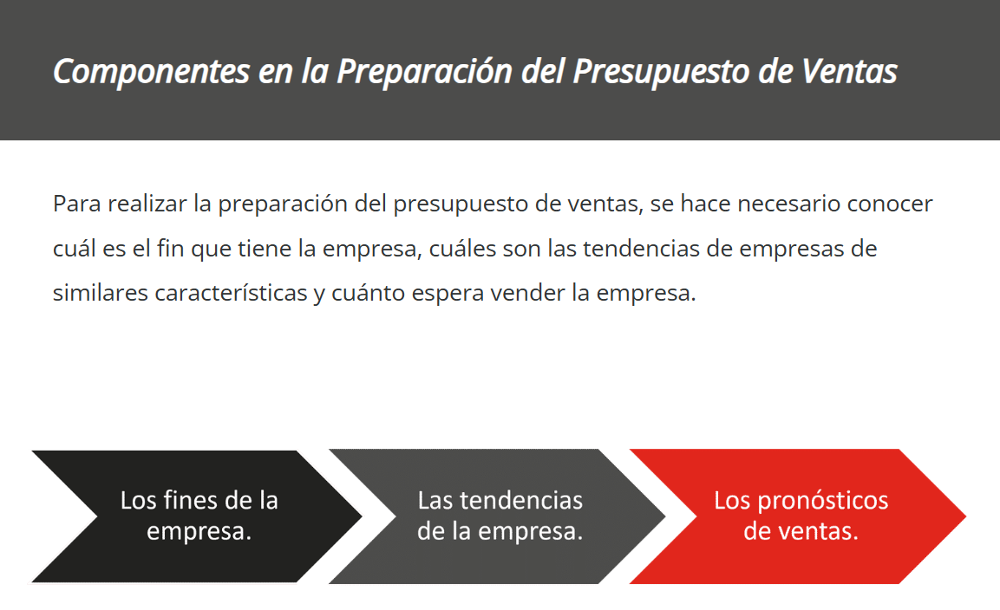 Componentes en la Preparación del Presupuesto de Ventas
Para realizar la preparación del presupuesto de ventas, se hace necesario conocer
cuál es el fin que tiene la empresa, cuáles son las tendencias de empresas de
similares características y cuánto espera vender la empresa.
Los fines de la
empresa.
Las tendencias
de la empresa.
Los pronósticos
de ventas.